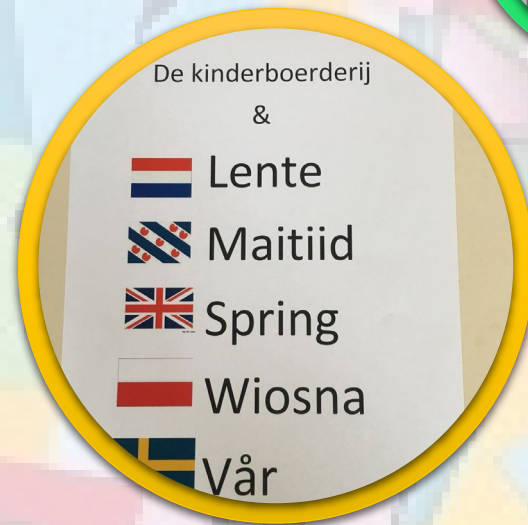 De kinderboerderij
&
Lente
Maitiid
Spring
Wiosna
Vår